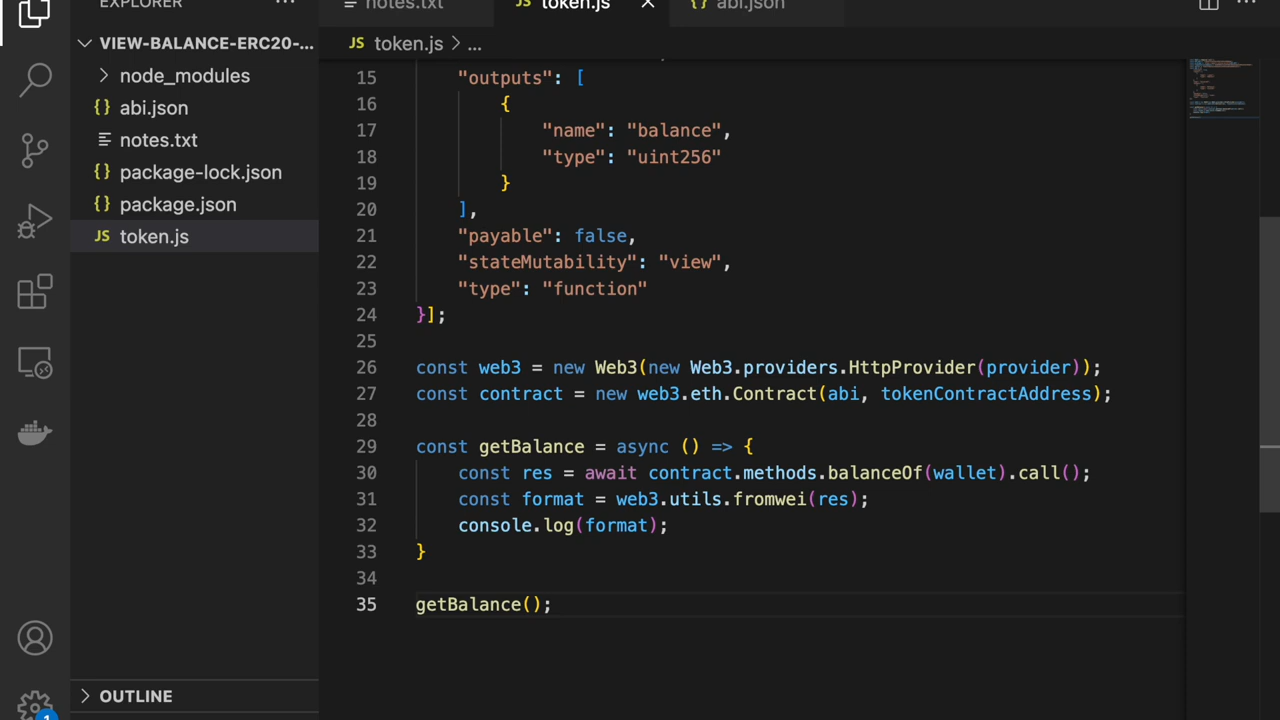 EXPLORER
...
notes.txt
JS token.js
{} abi.json
...
VIEW-BALANCE-ERC20-...
node_modules
{} abi.json
notes.txt
{} package-lock.json
{} package.json
JS token.js
OUTLINE
1
JS token.js > ...
15 "outputs": [
16 {
17 "name": "balance",
18 "type": "uint256"
19 }
20 ],
21 "payable": false,
22 "stateMutability": "view",
23 "type": "function"
24 }];
25
26 const web3 = new Web3(new Web3.providers.HttpProvider(provider));
27 const contract = new web3.eth.Contract(abi, tokenContractAddress);
28
29 const getBalance = async () => {
30 const res = await contract.methods.balanceOf(wallet).call();
31 const format = web3.utils.fromwei(res);
32 console.log(format);
33 }
34
35 getBalance();